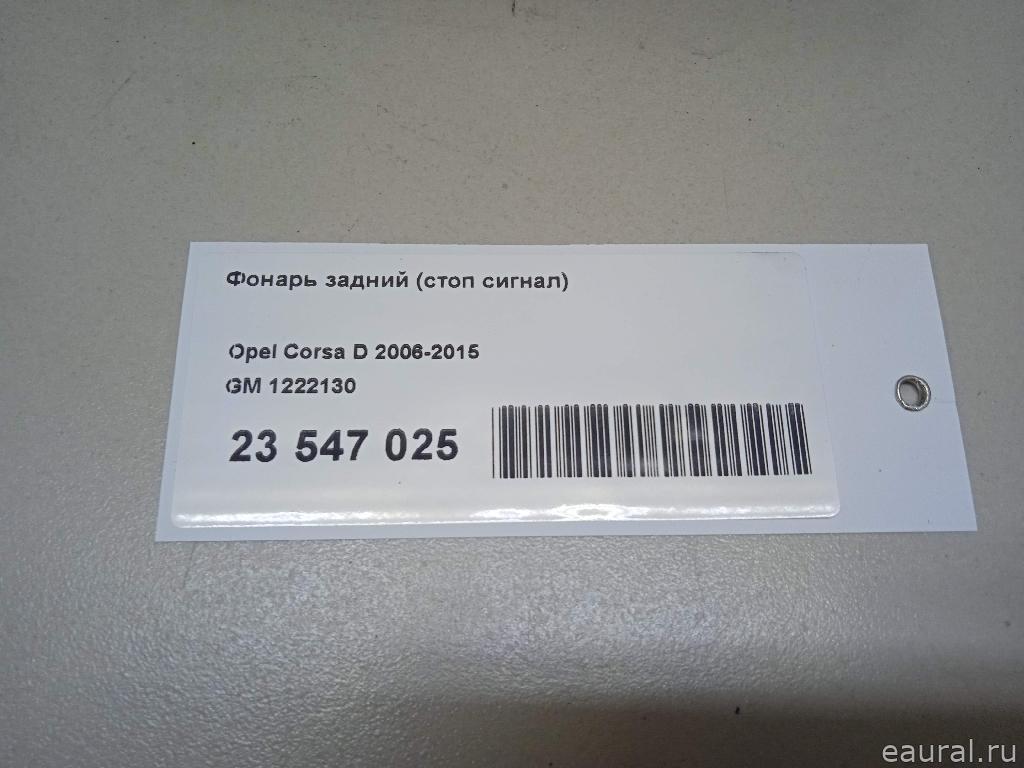 Фонарь задний (стоп сигнал)
Opel Corsa D 2006-2015
GM 1222130
23 547 025
eaural.ru